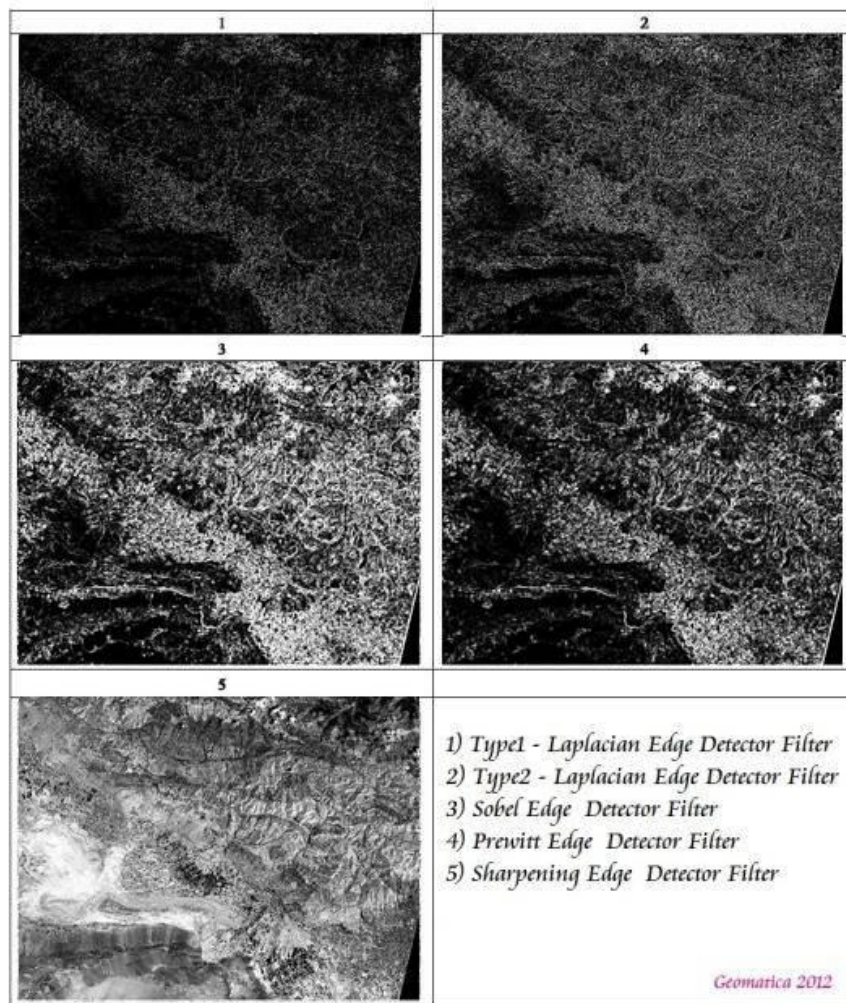 1
2
3
4
5
1) Type1 - Laplacian Edge Detector Filter
2) Type2 - Laplacian Edge Detector Filter
3) Sobel Edge Detector Filter
4) Prewitt Edge Detector Filter
5) Sharpening Edge Detector Filter
Geomatica 2012